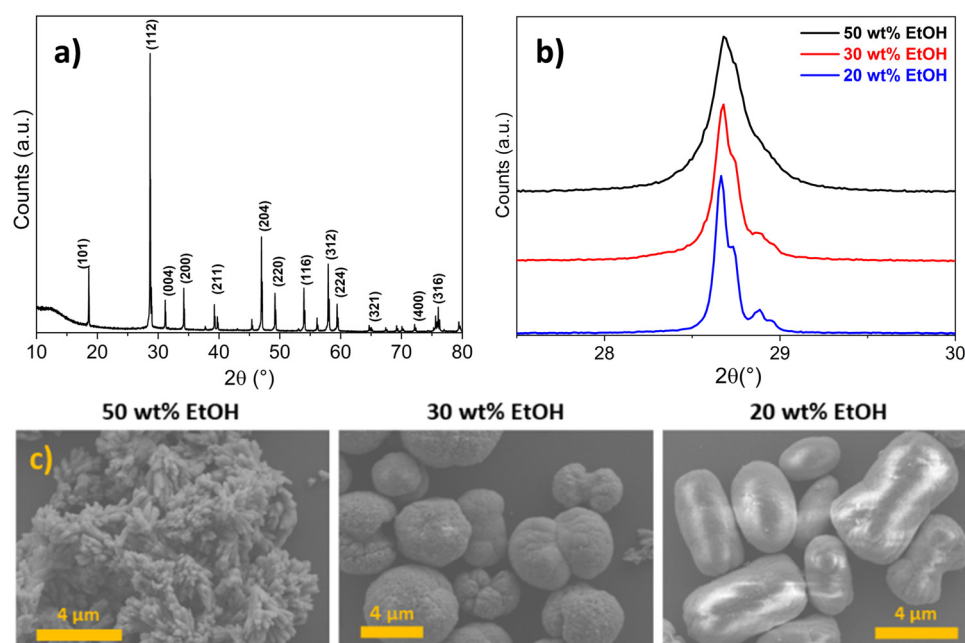 a)
Counts (a.u.)
(101)
(112)
(004)
(200)
(211)
(204)
(220)
(116)
(312)
(224)
(321)
(400)
(316)
10 20 30 40 50 60 70 80
2θ (°)
b)
Counts (a.u.)
50 wt% EtOH
30 wt% EtOH
20 wt% EtOH
28 29 30
2θ(°)
50 wt% EtOH 30 wt% EtOH 20 wt% EtOH
c)
4 µm 4 µm 4 µm